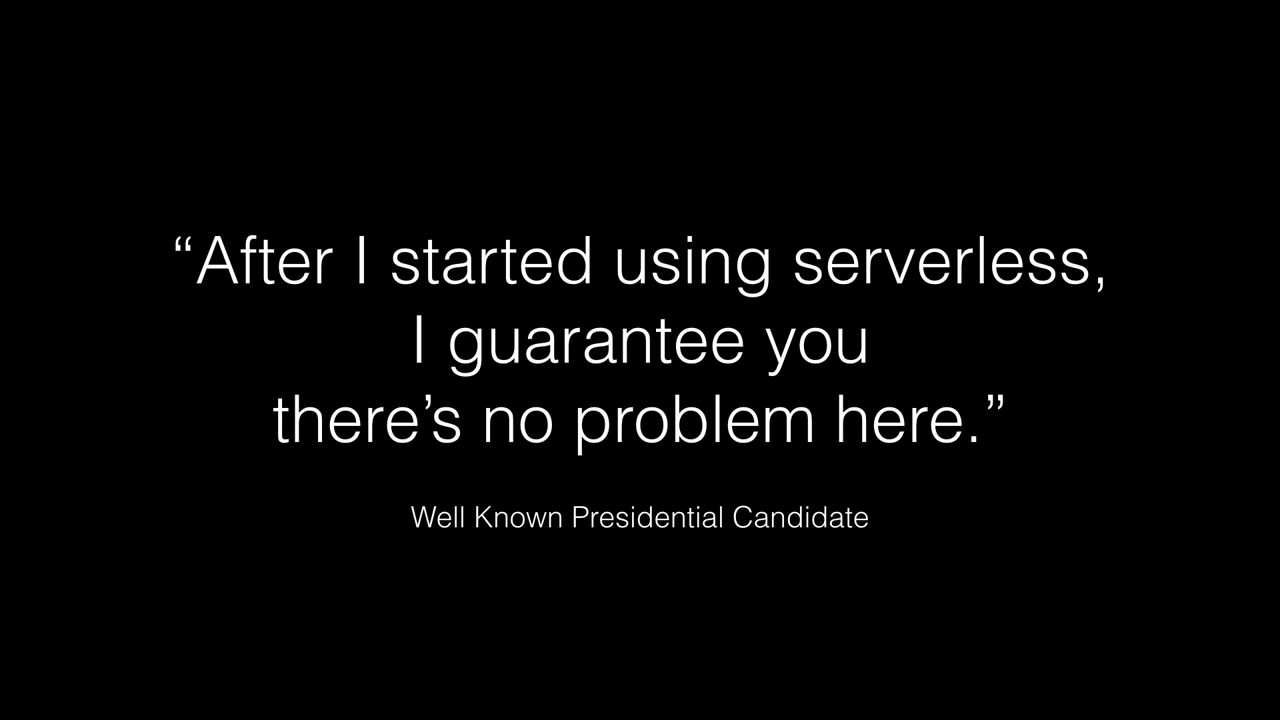 “After I started using serverless,
I guarantee you
there’s no problem here.”
Well Known Presidential Candidate